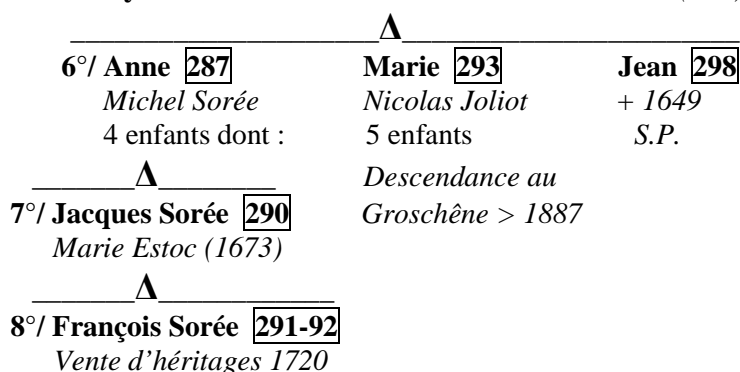 Δ
6°/ Anne 287 Marie 293 Jean 298
Michel Sorée Nicolas Joliot + 1649
4 enfants dont : 5 enfants S.P.
Δ Descendance au
7°/ Jacques Sorée 290 Groschêne > 1887
Marie Estoc (1673)
Δ
8°/ François Sorée 291-92
Vente d'héritages 1720